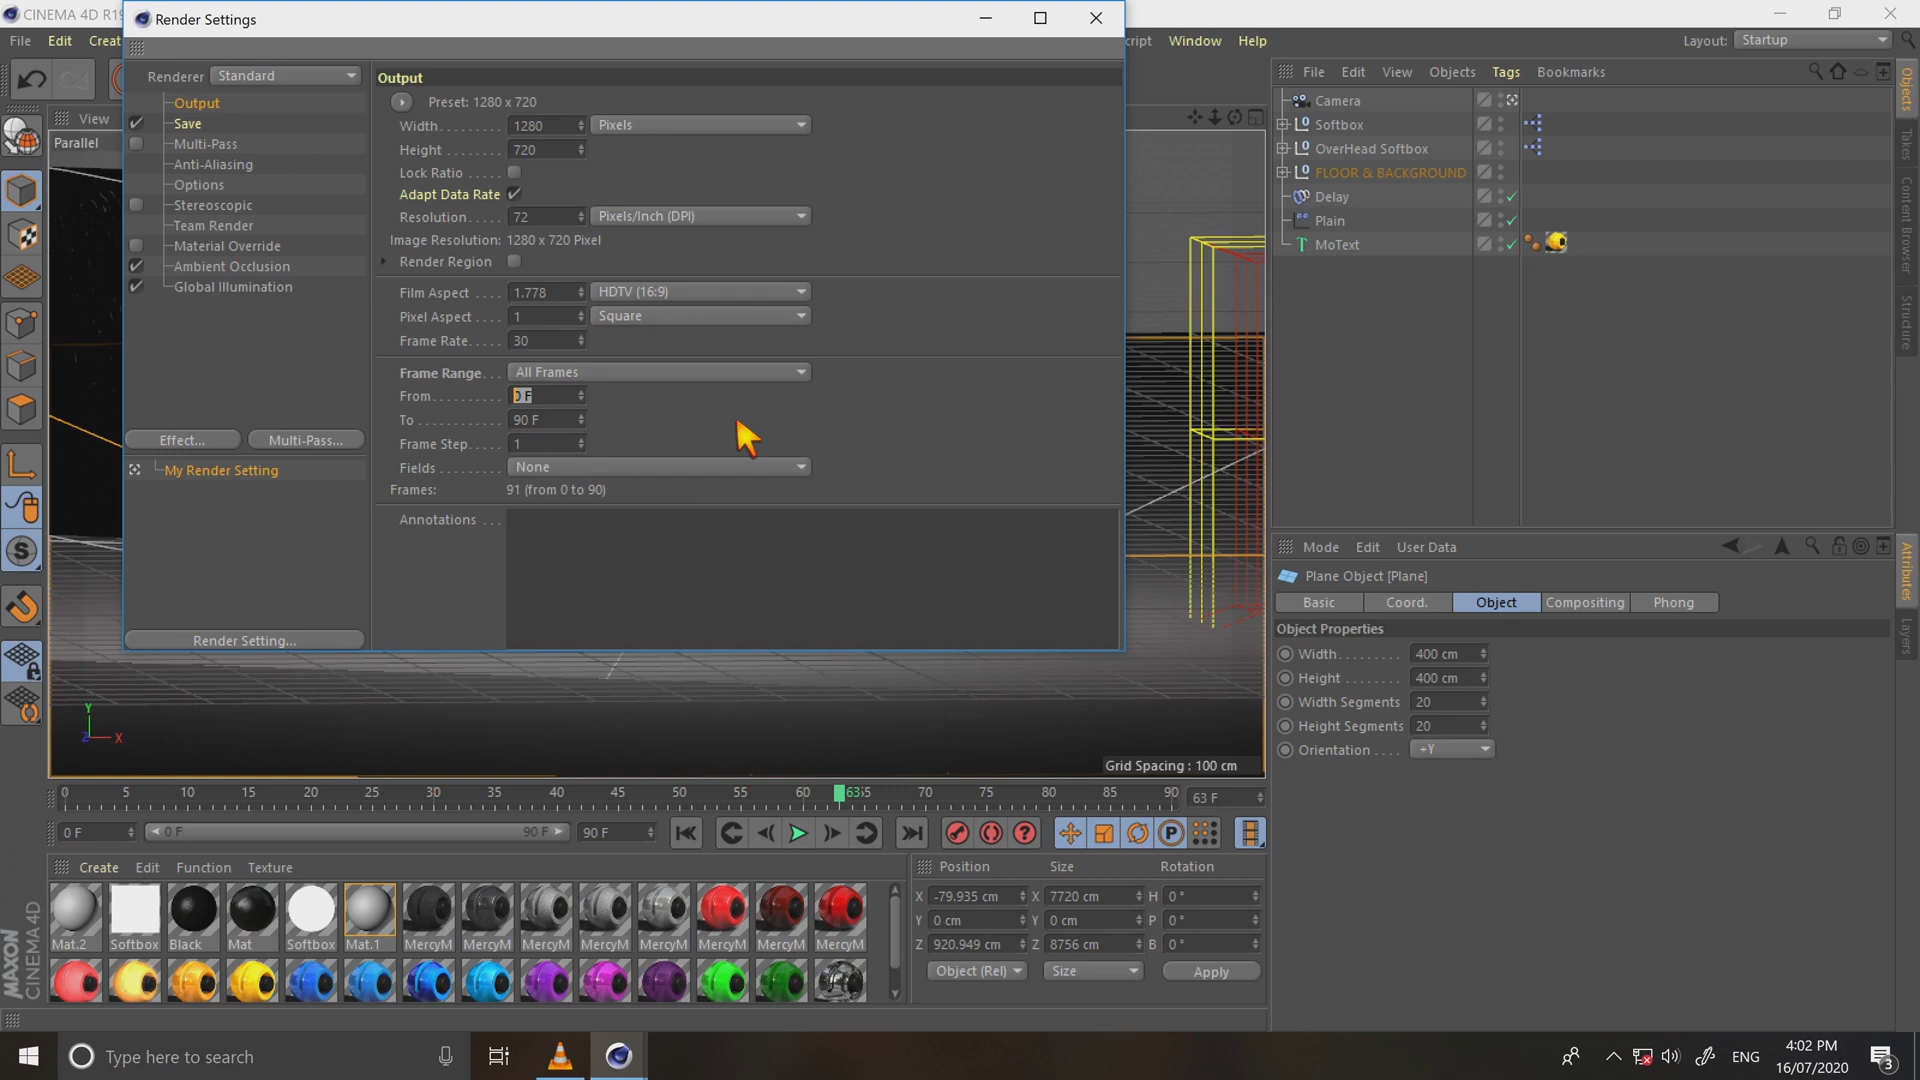 CINEMA 4D R19
Render Settings
File Edit Creat
cript Window Help
Layout: Startup
Renderer Standard
Output
Save
Multi-Pass
Anti-Aliasing
Options
Stereoscopic
Team Render
Material Override
Ambient Occlusion
Global Illumination
Effect... Multi-Pass...
My Render Setting
Render Setting...
Output
Preset: 1280 x 720
Width......... 1280 Pixels
Height ........ 720
Lock Ratio
Adapt Data Rate
Resolution..... 72 Pixels/Inch (DPI)
Image Resolution: 1280 x 720 Pixel
Render Region
Film Aspect .... 1.778 HDTV (16:9)
Pixel Aspect .... 1 Square
Frame Rate..... 30
Frame Range... All Frames
From.......... 0 F
To ............ 90 F
Frame Step.... 1
Fields ......... None
Frames: 91 (from 0 to 90)
Annotations ...
View
Parallel
Y
Z X
Grid Spacing : 100 cm
File Edit View Objects Tags Bookmarks
Camera
Softbox
OverHead Softbox
FLOOR & BACKGROUND
Delay
Plain
T MoText
Objects
Takes
Content Browser
Structure
Mode Edit User Data
Plane Object [Plane]
Basic Coord. Object Compositing Phong
Object Properties
Width......... 400 cm
Height ........ 400 cm
Width Segments 20
Height Segments 20
Orientation .... +Y
Attributes
Layers
0 5 10 15 20 25 30 35 40 45 50 55 60 63 65 70 75 80 85 90 63 F
0 F 0 F 90 F 90 F
Create Edit Function Texture
Mat.2 Softbox Black Mat Softbox Mat.1 MercyM MercyM MercyM MercyM MercyM MercyM MercyM MercyM
Position Size Rotation
X -79.935 cm X 7720 cm H 0 °
Y 0 cm Y 0 cm P 0 °
Z 920.949 cm Z 8756 cm B 0 °
Object (Rel) Size Apply
MAXON
CINEMA 4D
Type here to search
ENG
4:02 PM
16/07/2020
3